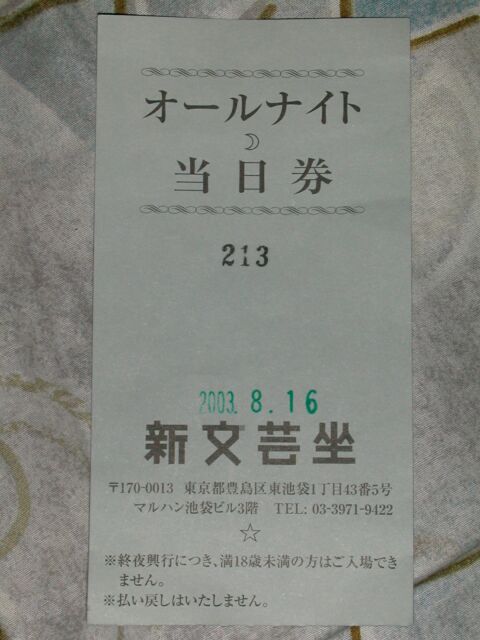 オールナイト
☽
当日券
213
2003. 8. 16
新文芸坐
〒170-0013 東京都豊島区東池袋1丁目43番5号
マルハン池袋ビル3階 TEL: 03-3971-9422
☆
※終夜興行につき、満18歳未満の方はご入場でき
ません。
※払い戻しはいたしません。